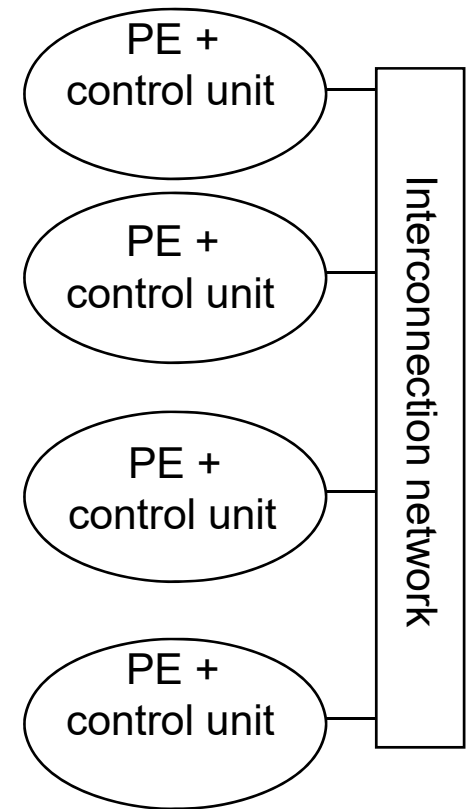 PE +
control unit
PE +
control unit
PE +
control unit
PE +
control unit
Interconnection network